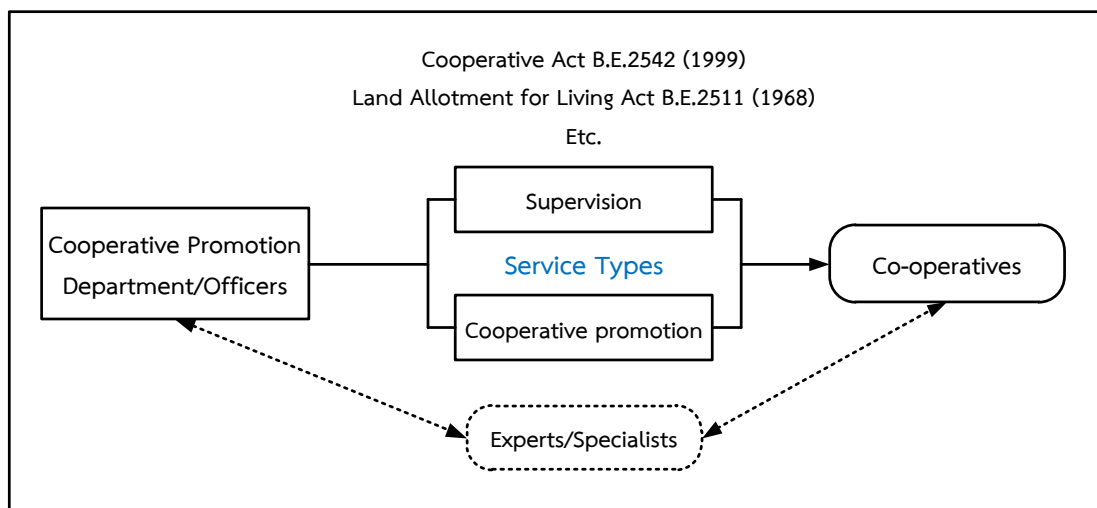 Cooperative Act B.E.2542 (1999)
Land Allotment for Living Act B.E.2511 (1968)
Etc.
Supervision
Cooperative Promotion
Department/Officers
Service Types
Co-operatives
Cooperative promotion
Experts/Specialists